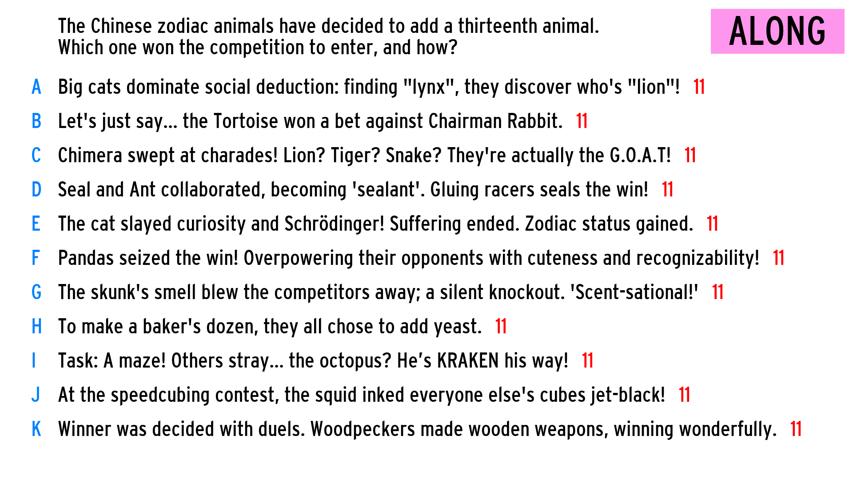 The Chinese zodiac animals have decided to add a thirteenth animal.
Which one won the competition to enter, and how?
ALONG
A Big cats dominate social deduction: finding "lynx", they discover who's "lion"! 11
B Let's just say... the Tortoise won a bet against Chairman Rabbit. 11
C Chimera swept at charades! Lion? Tiger? Snake? They're actually the G.O.A.T! 11
D Seal and Ant collaborated, becoming 'sealant'. Gluing racers seals the win! 11
E The cat slayed curiosity and Schrödinger! Suffering ended. Zodiac status gained. 11
F Pandas seized the win! Overpowering their opponents with cuteness and recognizability! 11
G The skunk's smell blew the competitors away; a silent knockout. 'Scent-sational!' 11
H To make a baker's dozen, they all chose to add yeast. 11
I Task: A maze! Others stray... the octopus? He’s KRAKEN his way! 11
J At the speedcubing contest, the squid inked everyone else's cubes jet-black! 11
K Winner was decided with duels. Woodpeckers made wooden weapons, winning wonderfully. 11